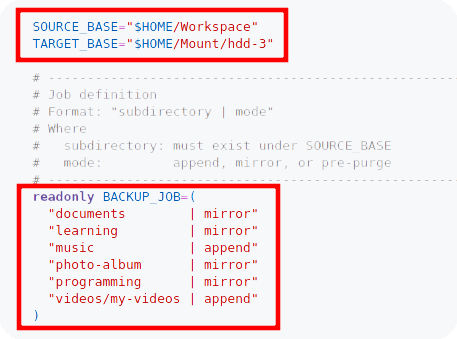 SOURCE_BASE="$HOME/Workspace"
TARGET_BASE="$HOME/Mount/hdd-3"
# ----------------------------------------------------
# Job definition
# Format: "subdirectory | mode"
# Where
#   subdirectory: must exist under SOURCE_BASE
#   mode:         append, mirror, or pre-purge
# ----------------------------------------------------
readonly BACKUP_JOB=(
  "documents        | mirror"
  "learning         | mirror"
  "music            | append"
  "photo-album      | mirror"
  "programming      | mirror"
  "videos/my-videos | append"
)